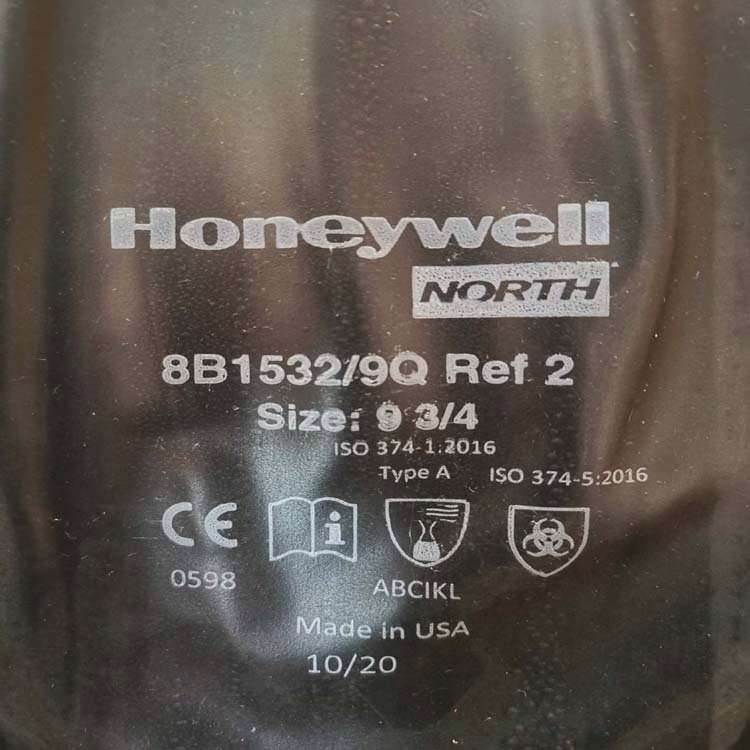 Honeywell
NORTH
8B1532/9Q Ref 2
Size: 9 3/4
ISO 374-1:2016
Type A
ISO 374-5:2016
CE
i
0598
ABCIKL
Made in USA
10/20